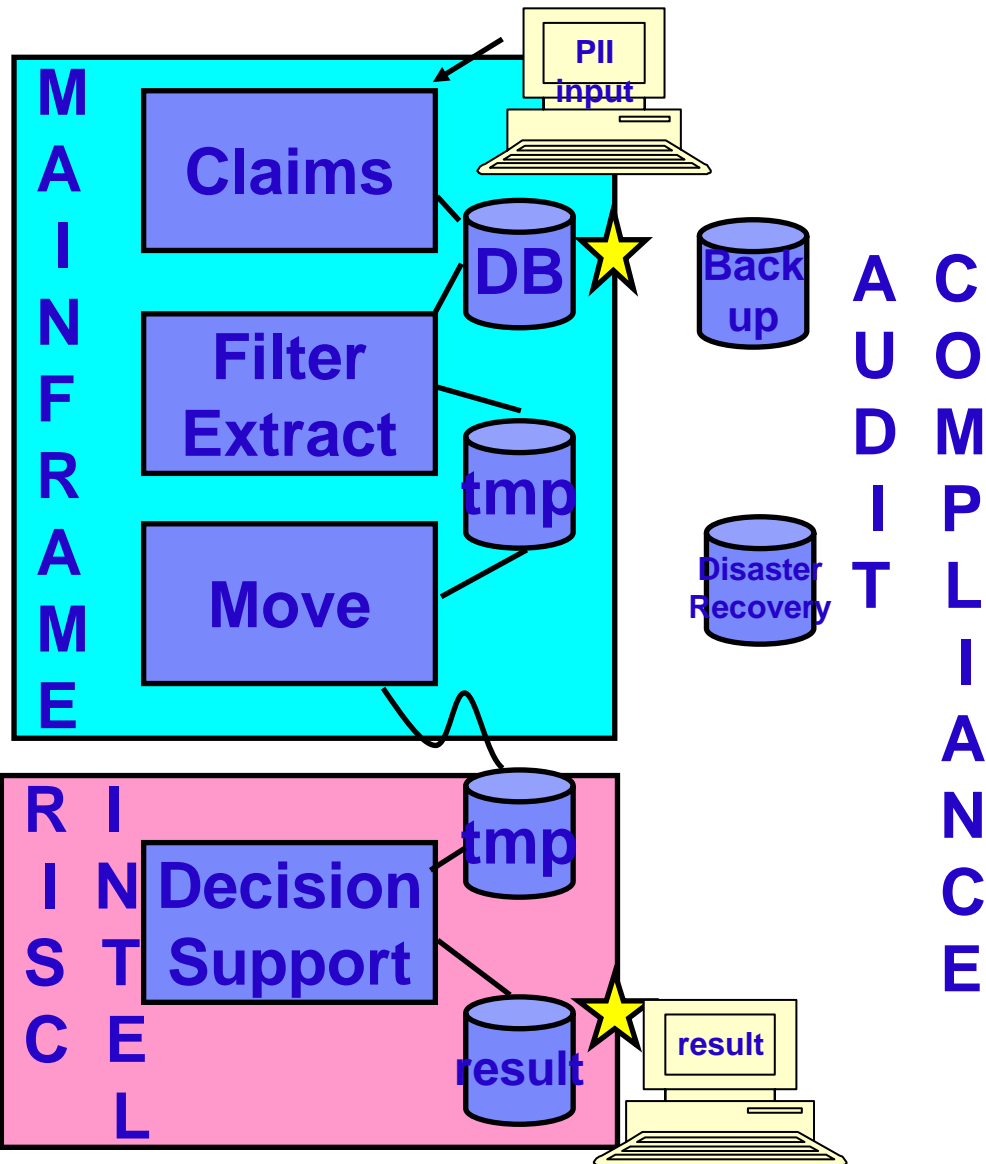 PII
input
MAINFRAME
Claims
DB
Back
up
Filter
Extract
tmp
Move
Disaster
Recovery
AUDIT
COMPLIANCE
RISC
INTEL
tmp
Decision
Support
result
result